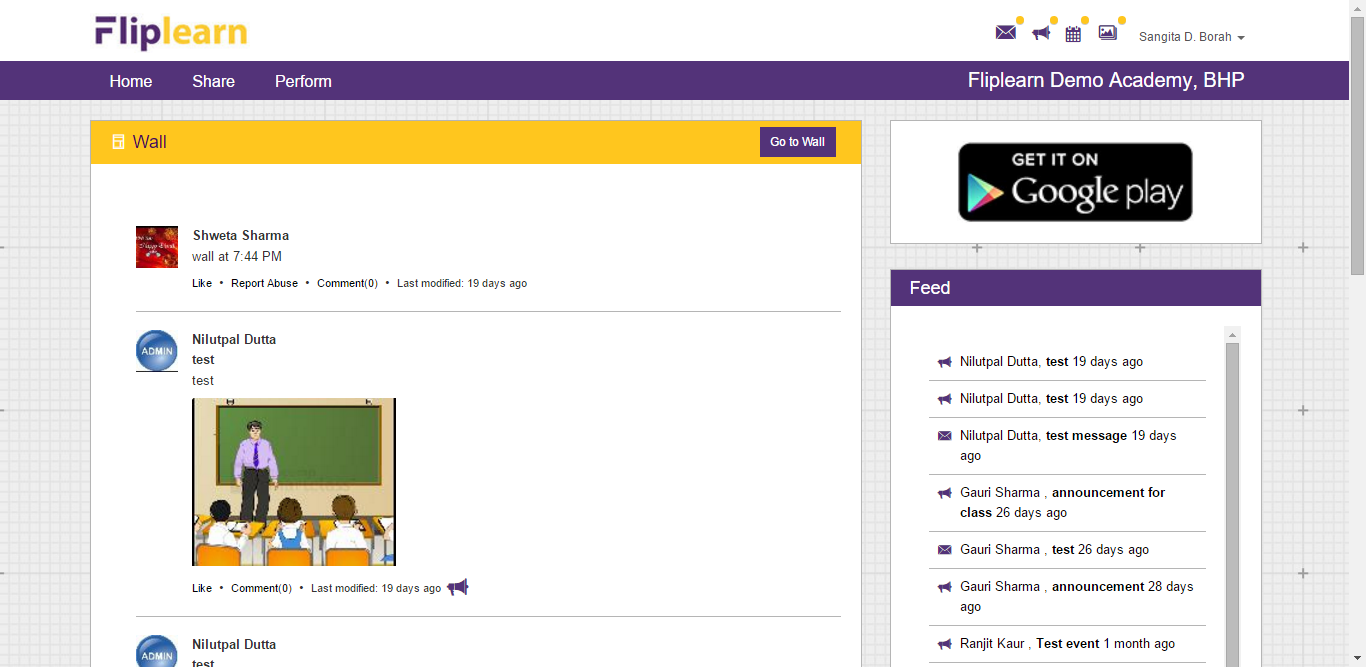 Fliplearn
Sangita D. Borah
Home Share Perform
Fliplearn Demo Academy, BHP
Wall
Go to Wall
Shweta Sharma
wall at 7:44 PM
Like • Report Abuse • Comment(0) • Last modified: 19 days ago
ADMIN
Nilutpal Dutta
test
test
Like • Comment(0) • Last modified: 19 days ago
ADMIN
Nilutpal Dutta
test
GET IT ON
Google play
Feed
Nilutpal Dutta, test 19 days ago
Nilutpal Dutta, test 19 days ago
Nilutpal Dutta, test message 19 days
ago
Gauri Sharma , announcement for
class 26 days ago
Gauri Sharma , test 26 days ago
Gauri Sharma , announcement 28 days
ago
Ranjit Kaur , Test event 1 month ago